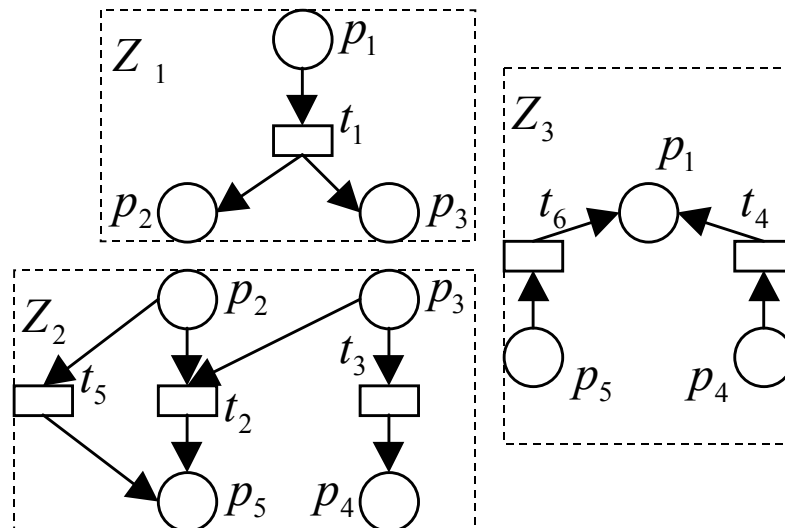 Z₁
p₁
t₁
p₂
p₃
Z₃
p₁
t₆
t₄
p₅
p₄
Z₂
p₂
p₃
t₃
t₅
t₂
p₅
p₄